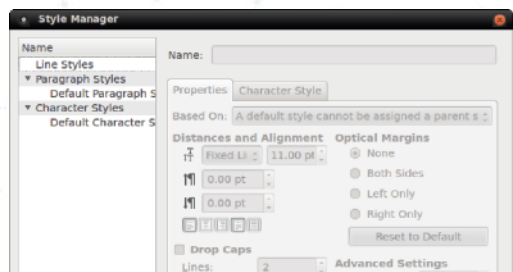 Style Manager
Name
Line Styles
Paragraph Styles
Default Paragraph S
Character Styles
Default Character S
Name:
Properties Character Style
Based On: A default style cannot be assigned a parent s
Distances and Alignment
Fixed Li 11.00 pt
0.00 pt
0.00 pt
Drop Caps
Lines: 2
Optical Margins
None
Both Sides
Left Only
Right Only
Reset to Default
Advanced Settings